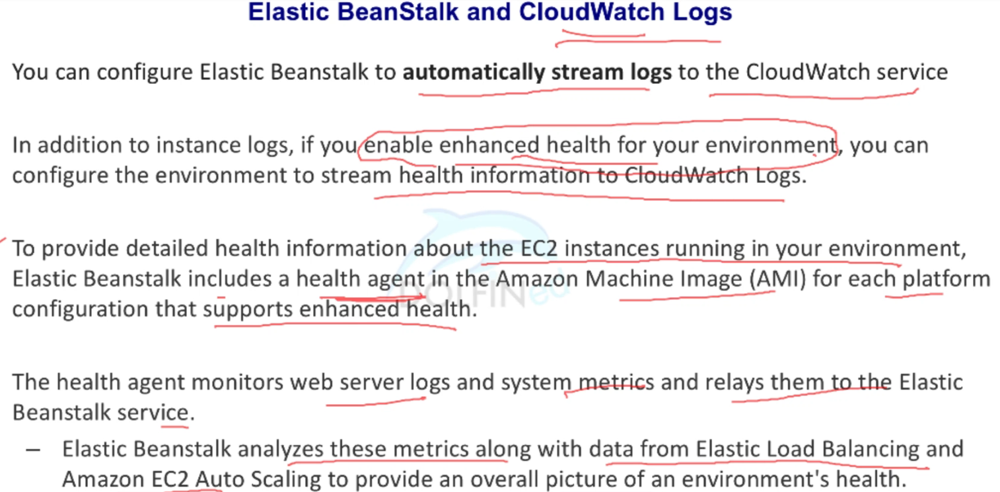 Elastic BeanStalk and CloudWatch Logs
You can configure Elastic Beanstalk to automatically stream logs to the CloudWatch service
In addition to instance logs, if you enable enhanced health for your environment, you can
configure the environment to stream health information to CloudWatch Logs.
To provide detailed health information about the EC2 instances running in your environment,
Elastic Beanstalk includes a health agent in the Amazon Machine Image (AMI) for each platform
configuration that supports enhanced health.
DOLFINed
The health agent monitors web server logs and system metrics and relays them to the Elastic
Beanstalk service.
– Elastic Beanstalk analyzes these metrics along with data from Elastic Load Balancing and
Amazon EC2 Auto Scaling to provide an overall picture of an environment's health.